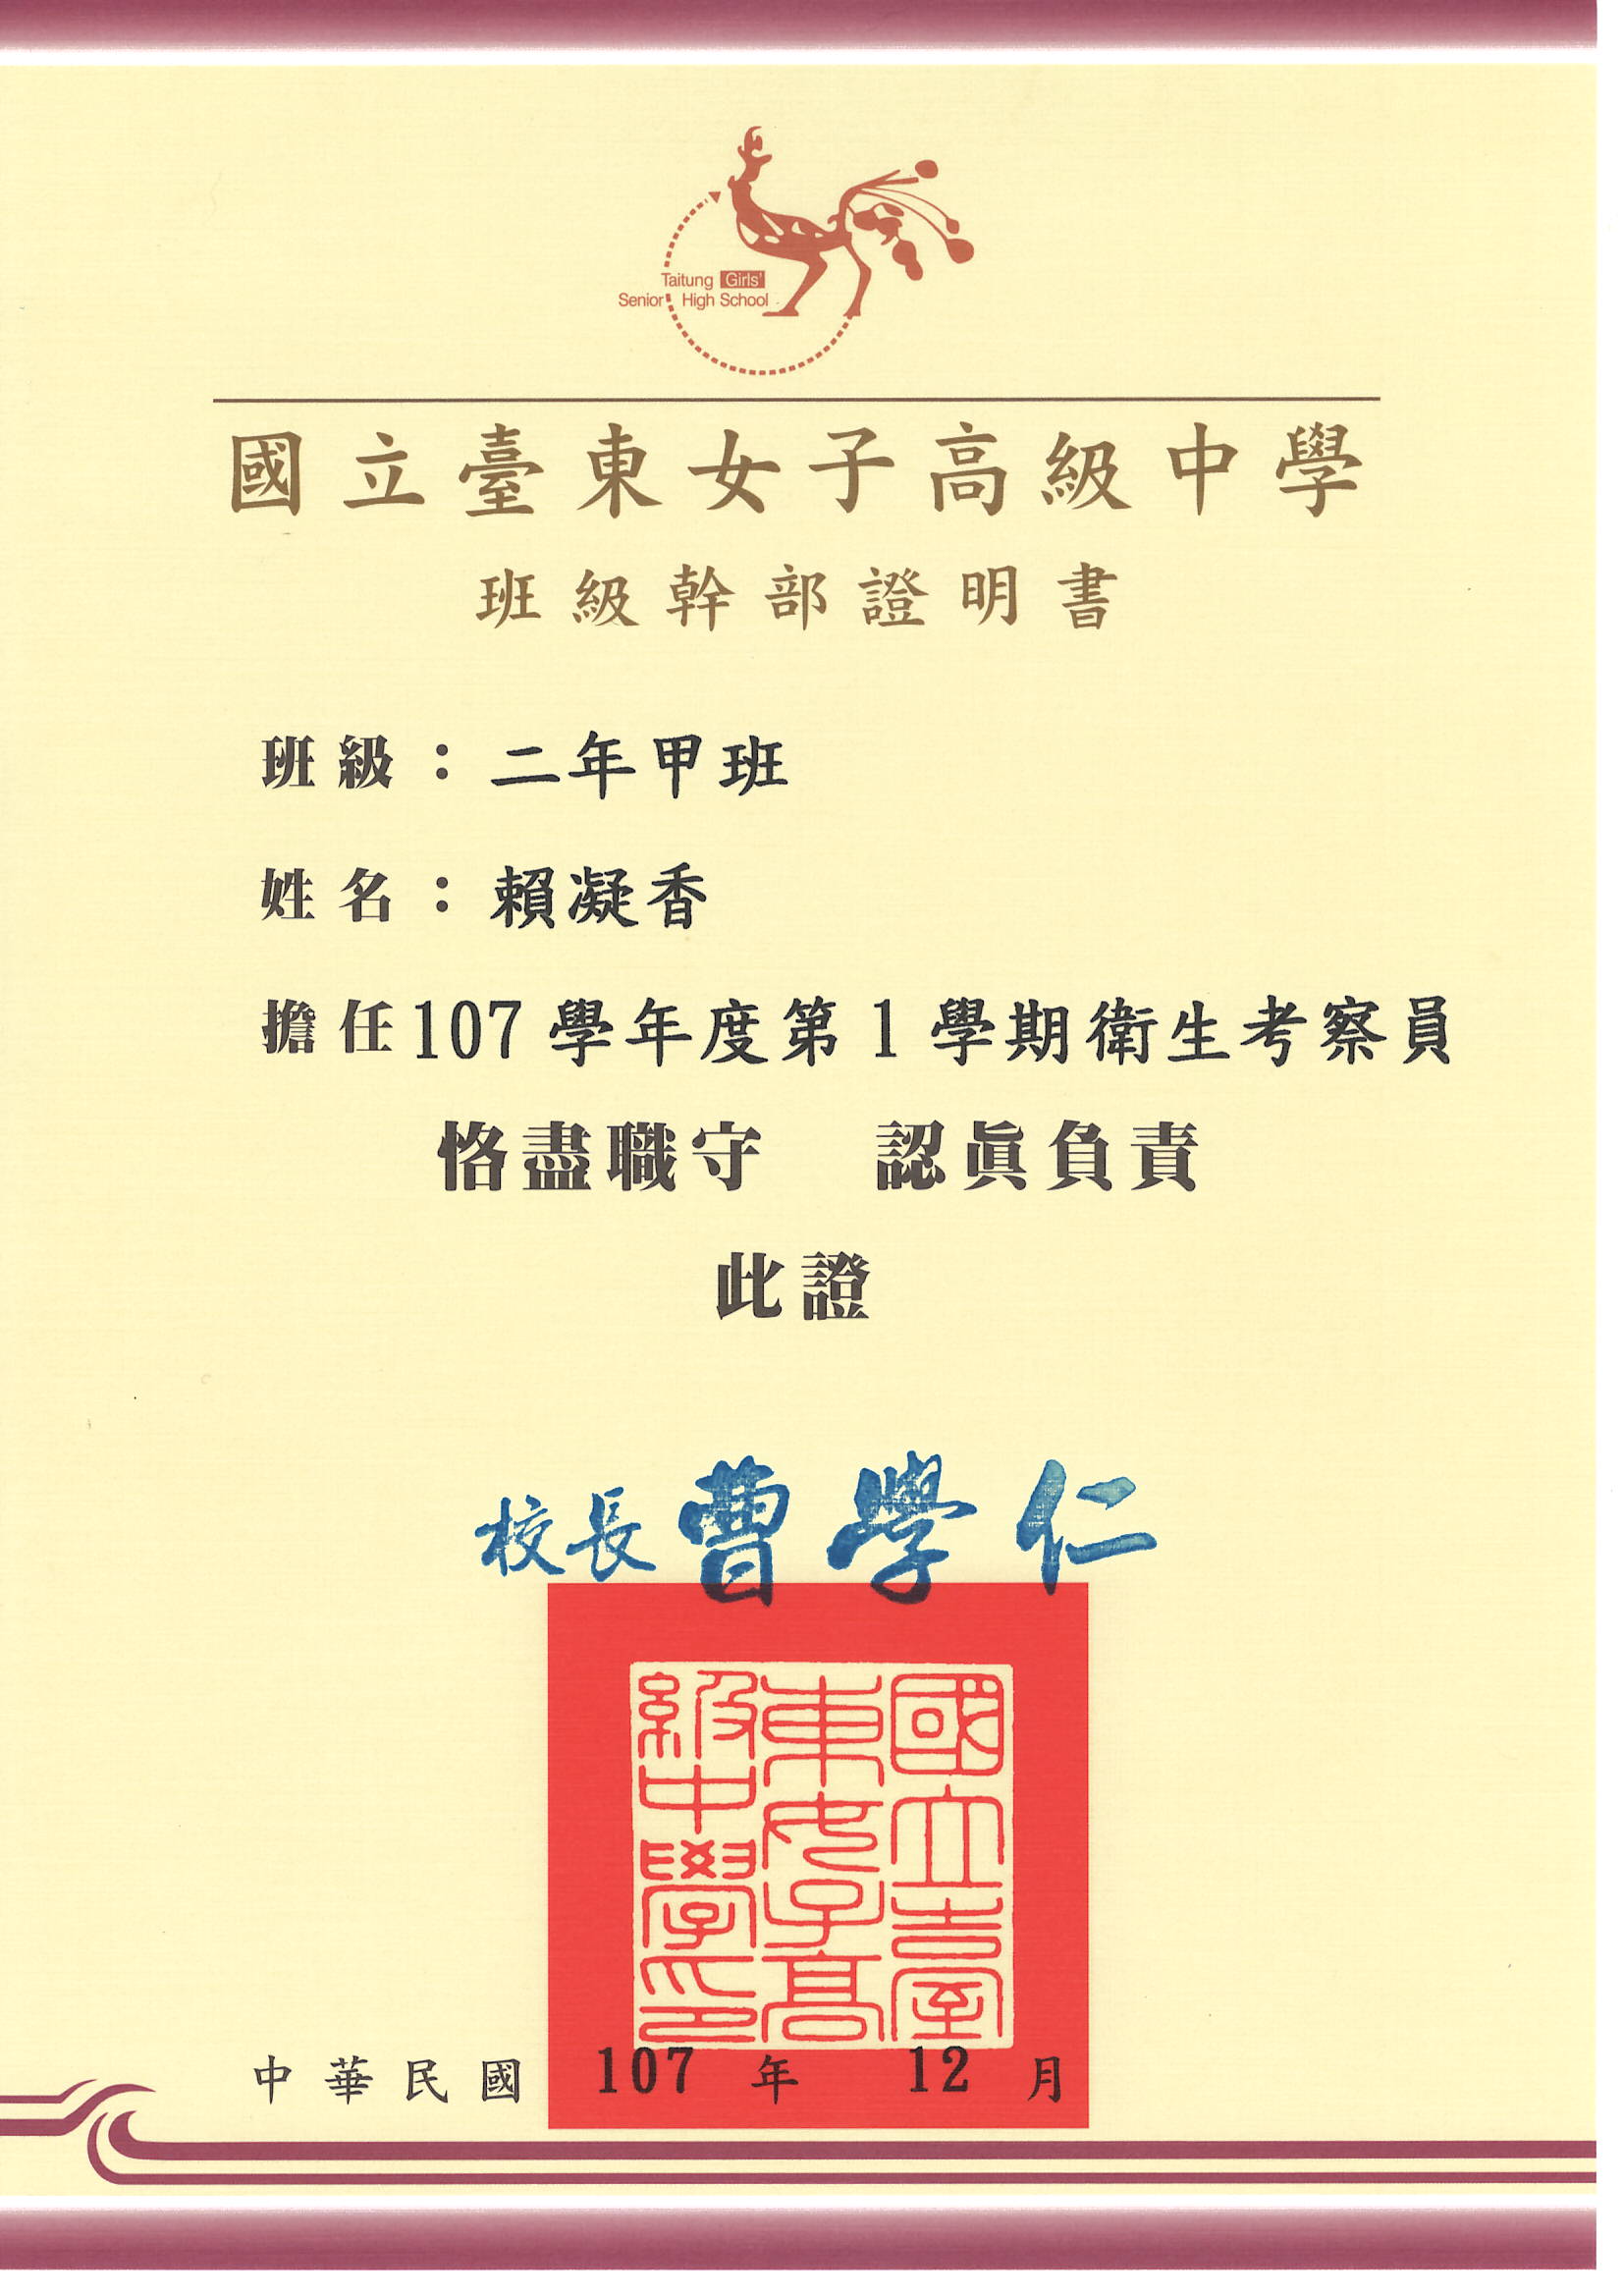 Taitung Girls'
Senior High School
國立臺東女子高級中學
班級幹部證明書
班級：二年甲班
姓名：賴凝香
擔任107學年度第1學期衛生考察員
恪盡職守 認眞負責
此證
校長 曹學仁
國立臺
東女子高
級中學印
中華民國 107 年 12 月